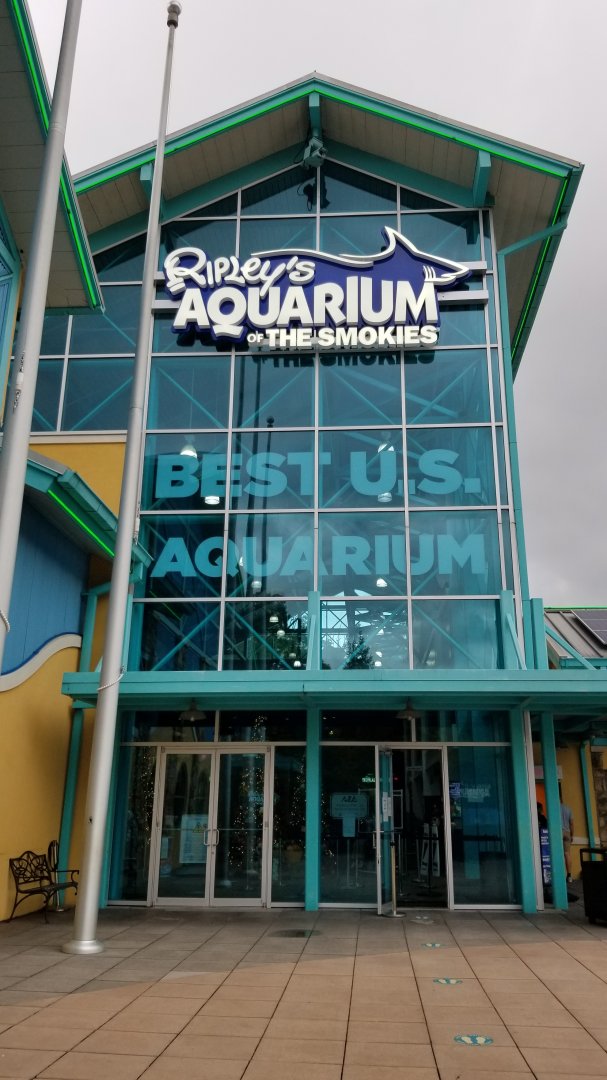 RIPLEY'S
AQUARIUM
OF THE SMOKIES
BEST U.S.
AQUARIUM